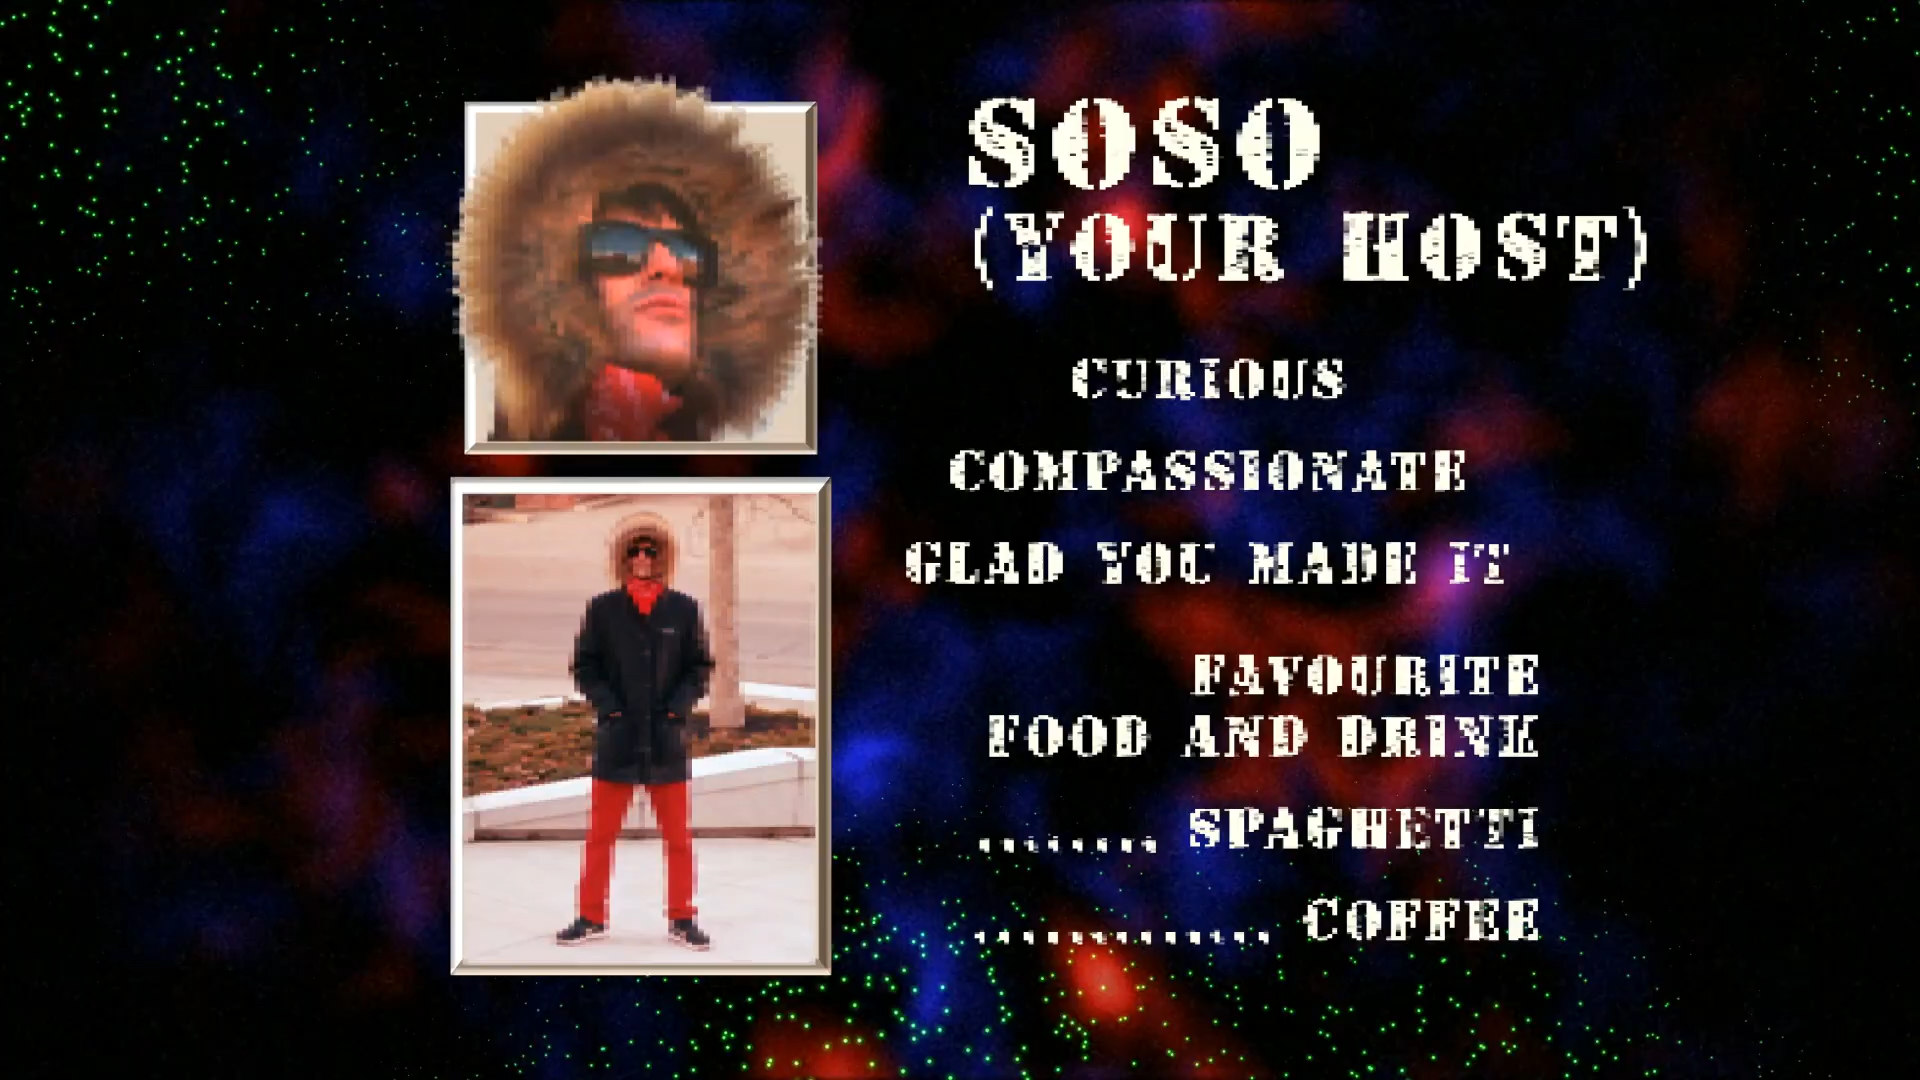 SOSO
(YOUR HOST)
CURIOUS
COMPASSIONATE
GLAD YOU MADE IT
FAVOURITE
FOOD AND DRINK
........ SPAGHETTI
............. COFFEE